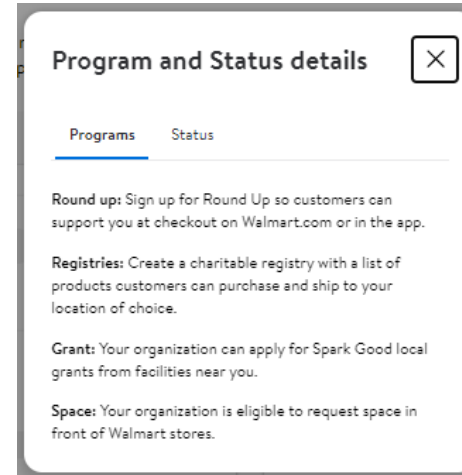 Program and Status details
Programs Status
Round up: Sign up for Round Up so customers can
support you at checkout on Walmart.com or in the app.
Registries: Create a charitable registry with a list of
products customers can purchase and ship to your
location of choice.
Grant: Your organization can apply for Spark Good local
grants from facilities near you.
Space: Your organization is eligible to request space in
front of Walmart stores.